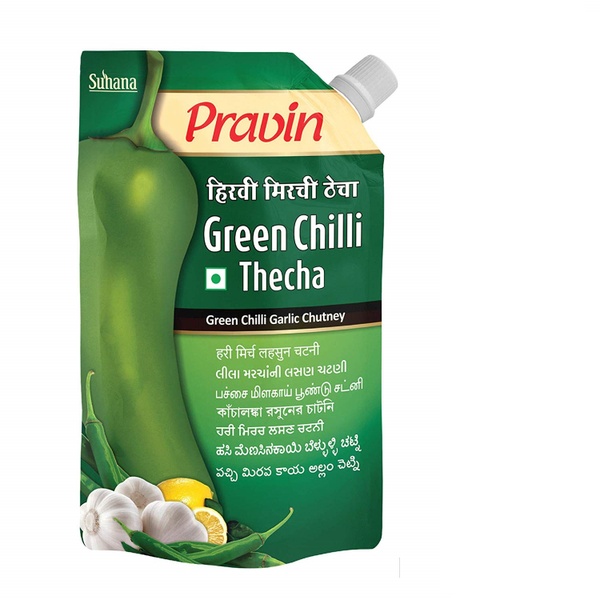 Suhana
Pravin
हिरवी मिरची ठेचा
Green Chilli
Thecha
Green Chilli Garlic Chutney
हरी मिर्च लहसुन चटनी
લીલા મરચાંની લસણ ચટણી
பச்சை மிளகாய் பூண்டு சட்னி
কাঁচালঙ্কা রসুনের চাটনি
ਹਰੀ ਮਿਰਚ ਲਸਣ ਚਟਨੀ
ಹಸಿ ಮೆಣಸಿನಕಾಯಿ ಬೆಳ್ಳುಳ್ಳಿ ಚಟ್ನಿ
పచ్చి మిరప కాయ అల్లం చెట్ని